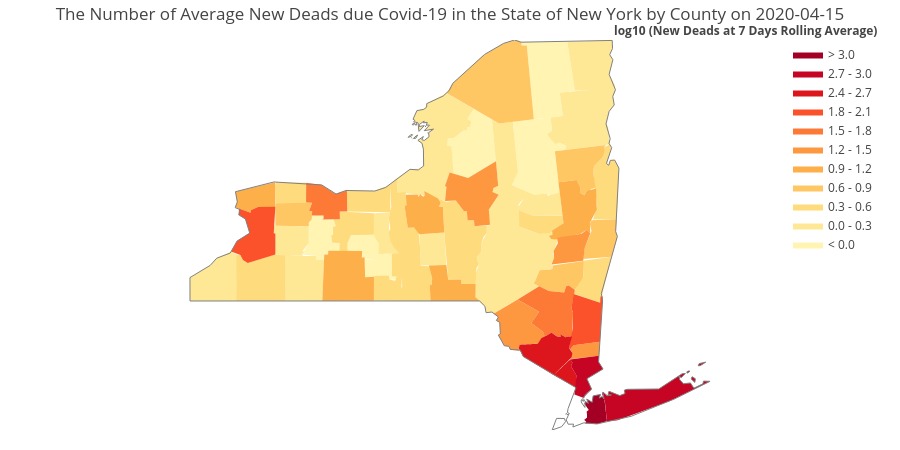 The Number of Average New Deads due Covid-19 in the State of New York by County on 2020-04-15
log10 (New Deads at 7 Days Rolling Average)
> 3.0
2.7 - 3.0
2.4 - 2.7
1.8 - 2.1
1.5 - 1.8
1.2 - 1.5
0.9 - 1.2
0.6 - 0.9
0.3 - 0.6
0.0 - 0.3
< 0.0